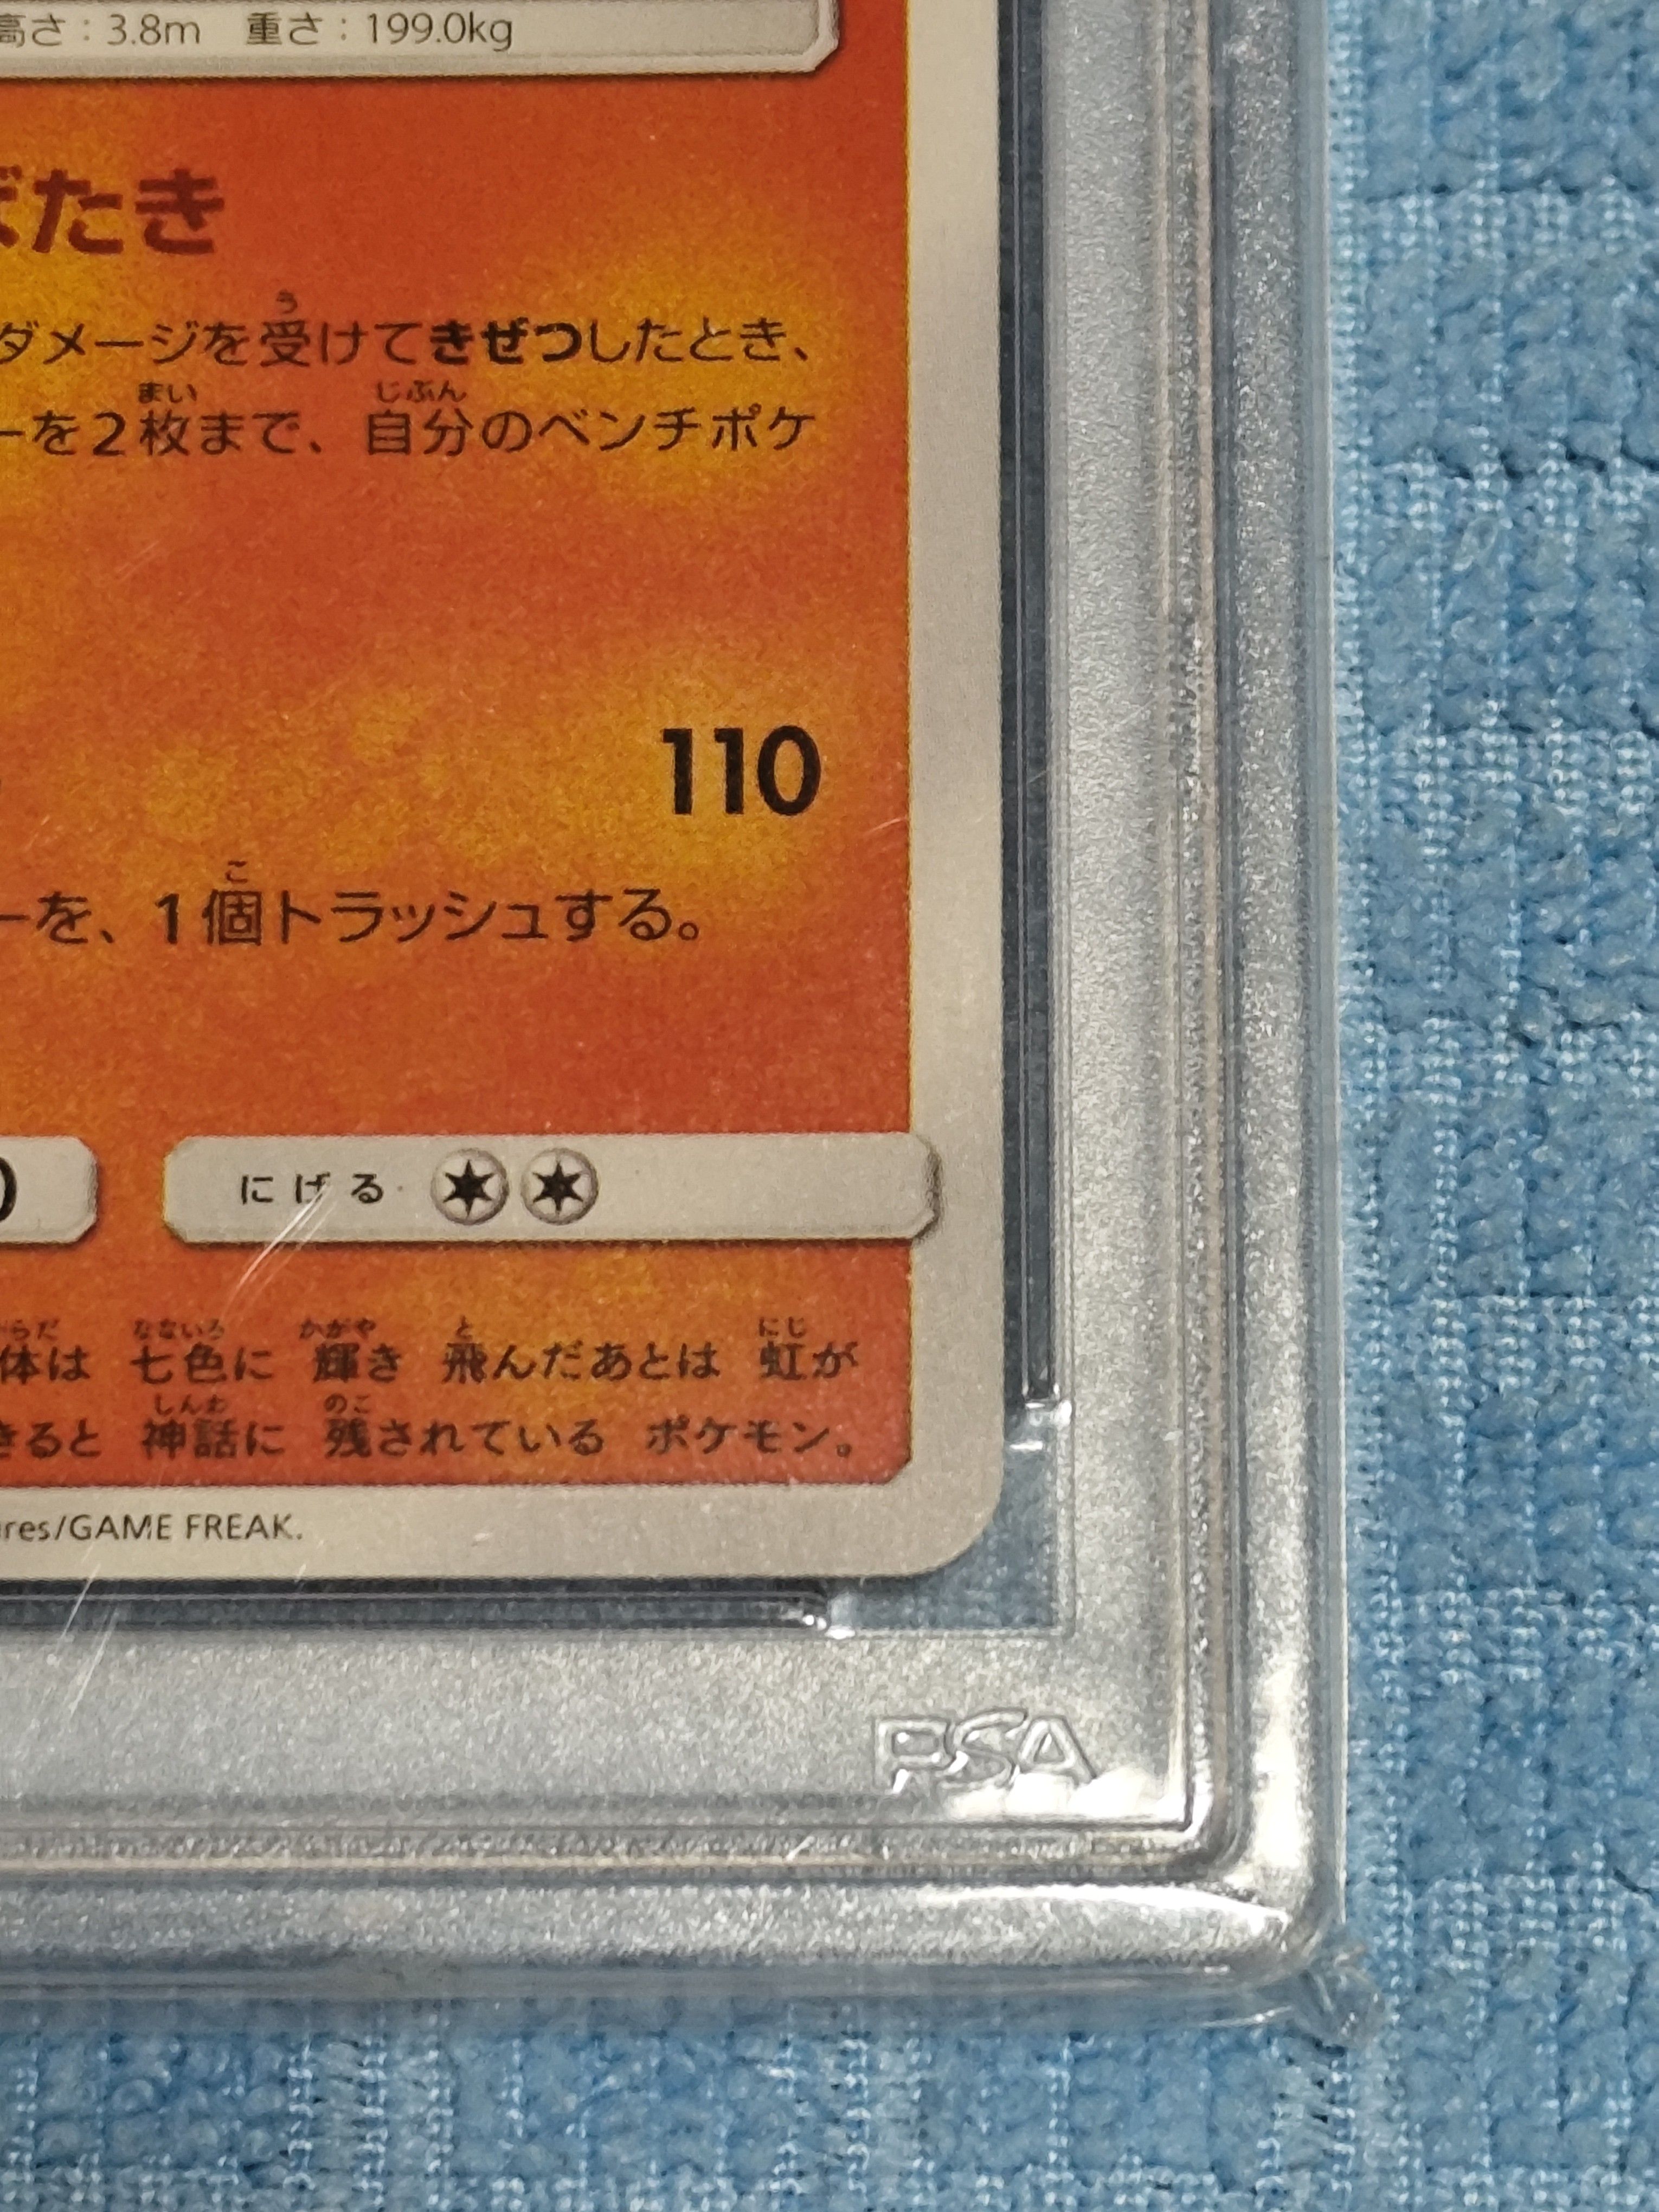 高さ：3.8m 重さ：199.0kg
ばたき
ダメージを受けてきぜつしたとき、
ーを2枚まで、自分のベンチポケ
110
ーを、1個トラッシュする。
にげる
体は 七色に 輝き 飛んだあとは 虹が
きると 神話に 残されている ポケモン。
ures/GAME FREAK.
PSA